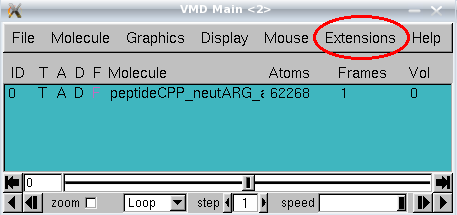 VMD Main <2>
File Molecule Graphics Display Mouse Extensions Help
ID T A D F Molecule Atoms Frames Vol
0 T A D F peptideCPP_neutARG_a 62268 1 0
0
zoom Loop step 1 speed